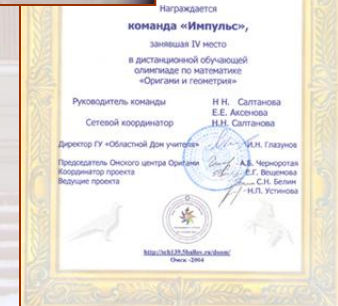 Награждается
команда «Импульс»,
занявшая IV место
в дистанционной обучающей
олимпиаде по математике
«Оригами и геометрия»
Руководитель команды Н Н. Салтанова
Е.Е. Аксенова
Сетевой координатор Н.Н. Салтанова
Директор ГУ «Областной Дом учителя» И.Н. Глазунов
Председатель Омского центра Оригами А.В. Черноротая
Координатор проекта Е.Г. Вешемова
Ведущие проекта С.Н. Белин
Н.П. Устинова
Омск -2004